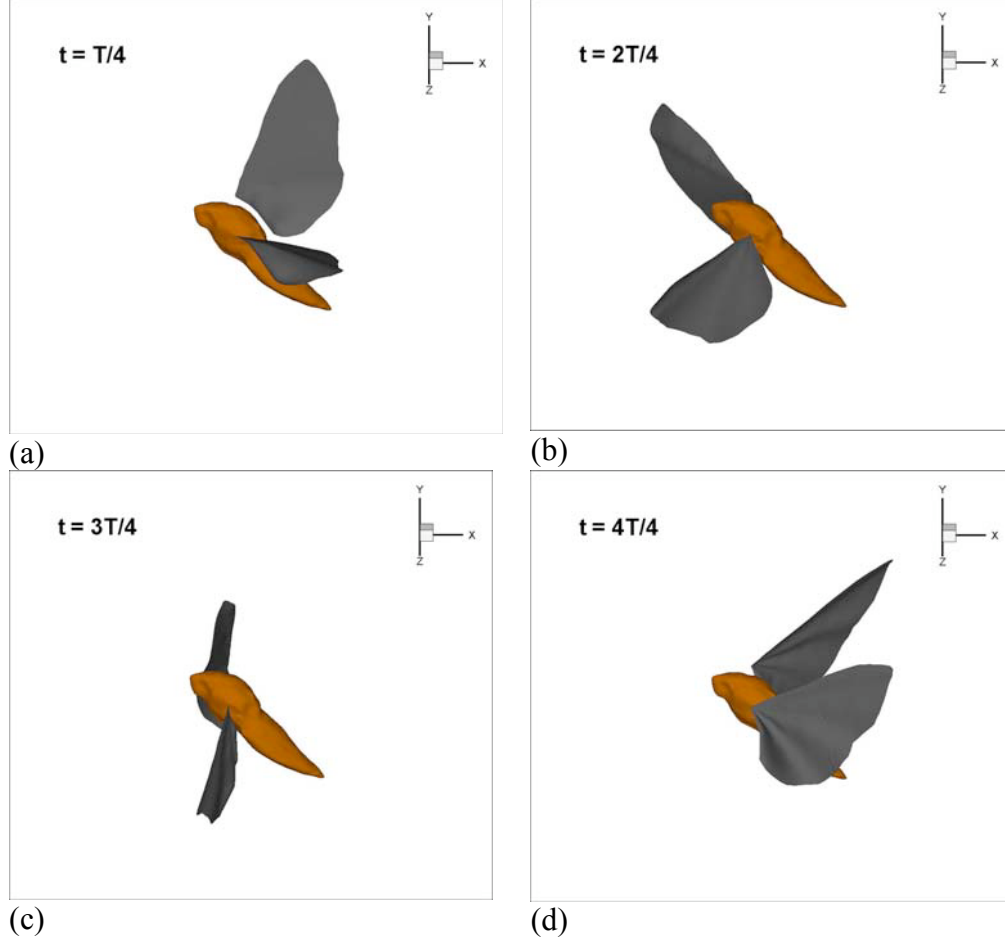 t = T/4
Y
X
Z
(a)
t = 2T/4
Y
X
Z
(b)
t = 3T/4
Y
X
Z
(c)
t = 4T/4
Y
X
Z
(d)